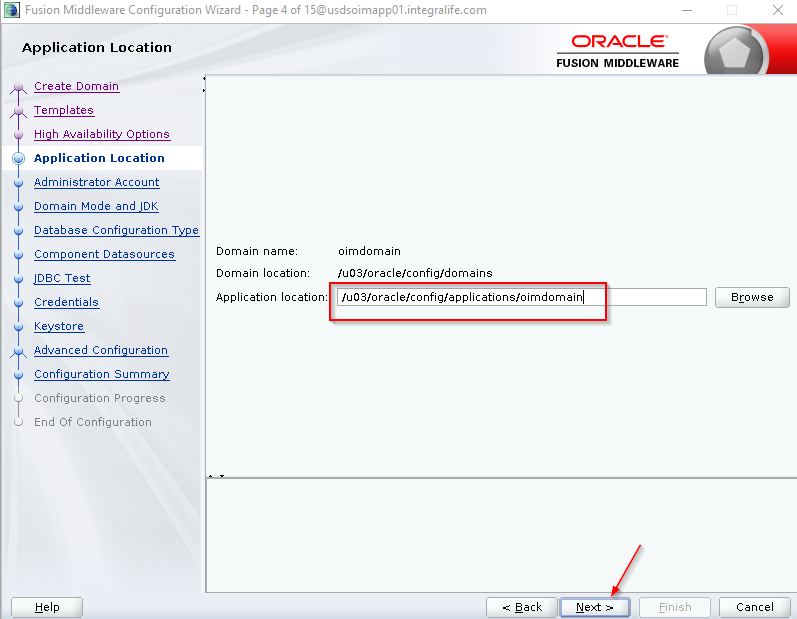 Fusion Middleware Configuration Wizard - Page 4 of 15@usdsoimapp01.integralife.com
Application Location
ORACLE
FUSION MIDDLEWARE
Create Domain
Templates
High Availability Options
Application Location
Administrator Account
Domain Mode and JDK
Database Configuration Type
Component Datasources
JDBC Test
Credentials
Keystore
Advanced Configuration
Configuration Summary
Configuration Progress
End Of Configuration
Domain name: oimdomain
Domain location: /u03/oracle/config/domains
Application location: /u03/oracle/config/applications/oimdomain
Browse
Help
< Back
Next >
Finish
Cancel